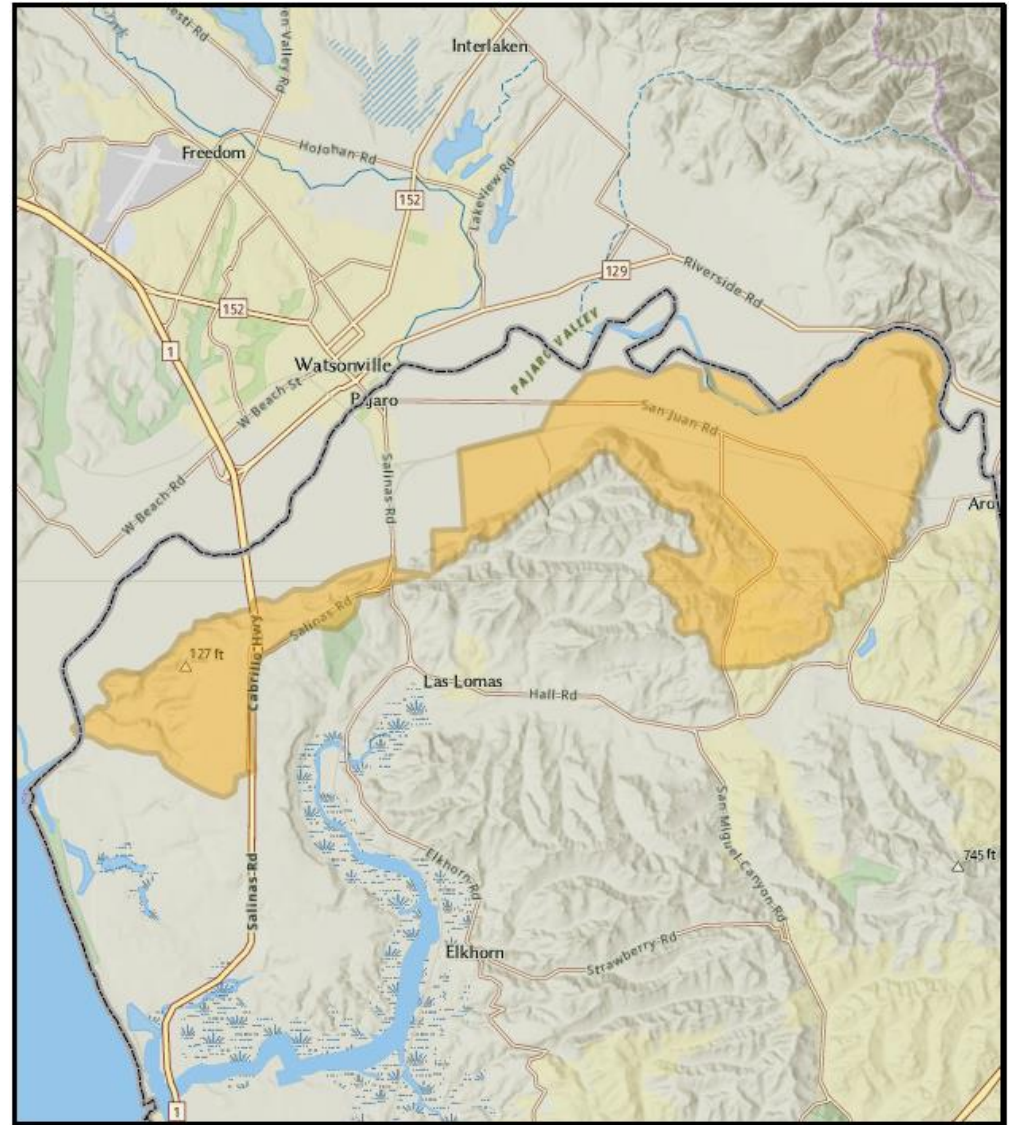 Interlaken
Freedom
Holohan Rd
152
Lakeview Rd
129
Riverside Rd
152
1
PAJARO VALLEY
Watsonville
W Beach St
Pajaro
San Juan Rd
Salinas Rd
W Beach Rd
Aro
Salinas Rd
127 ft
Cabrillo Hwy
Las Lomas
Hall Rd
San Miguel Canyon Rd
Elkhorn Rd
745 ft
Salinas Rd
Elkhorn
Strawberry Rd
1